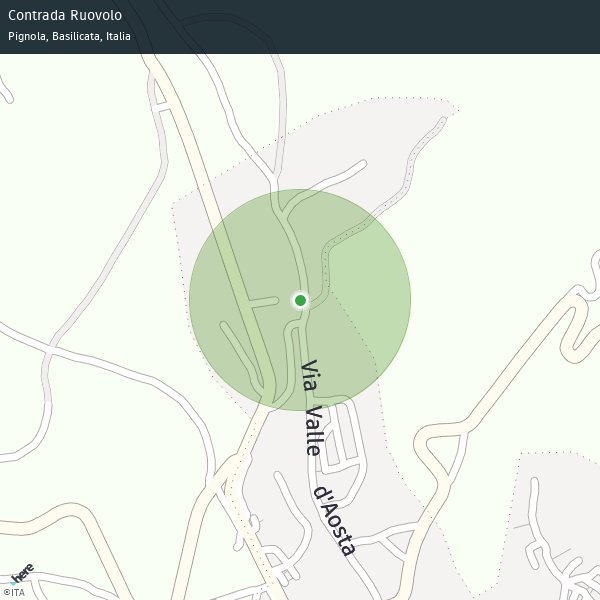 Contrada Ruovolo
Pignola, Basilicata, Italia
Via Valle d'Aosta
here
©ITA